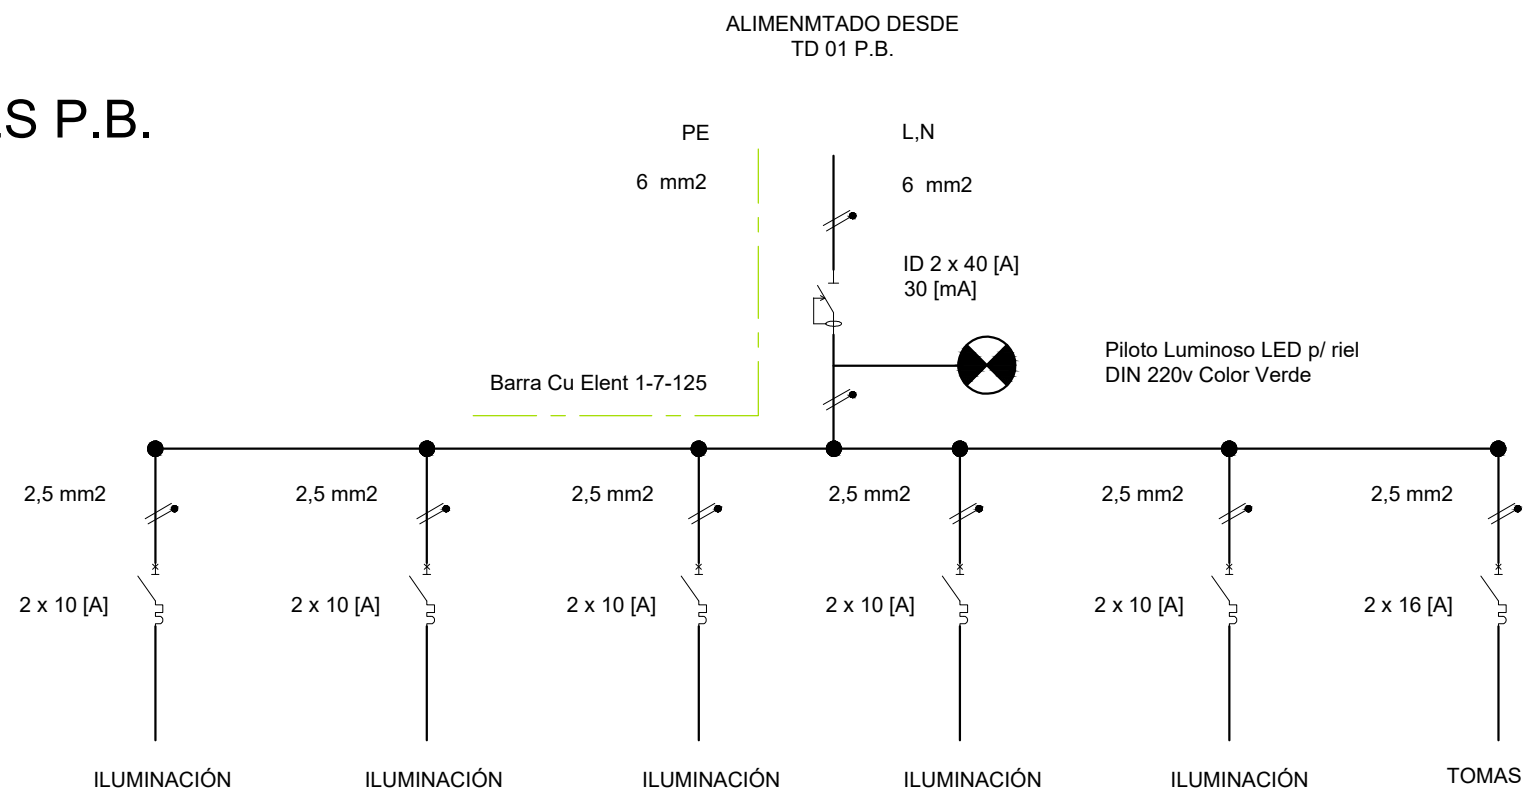 ALIMENMTADO DESDE
TD 01 P.B.
S P.B.
PE
L,N
6 mm2
6 mm2
ID 2 x 40 [A]
30 [mA]
Piloto Luminoso LED p/ riel
DIN 220v Color Verde
Barra Cu Elent 1-7-125
2,5 mm2
2,5 mm2
2,5 mm2
2,5 mm2
2,5 mm2
2,5 mm2
2 x 10 [A]
2 x 10 [A]
2 x 10 [A]
2 x 10 [A]
2 x 10 [A]
2 x 16 [A]
ILUMINACIÓN
ILUMINACIÓN
ILUMINACIÓN
ILUMINACIÓN
ILUMINACIÓN
TOMAS